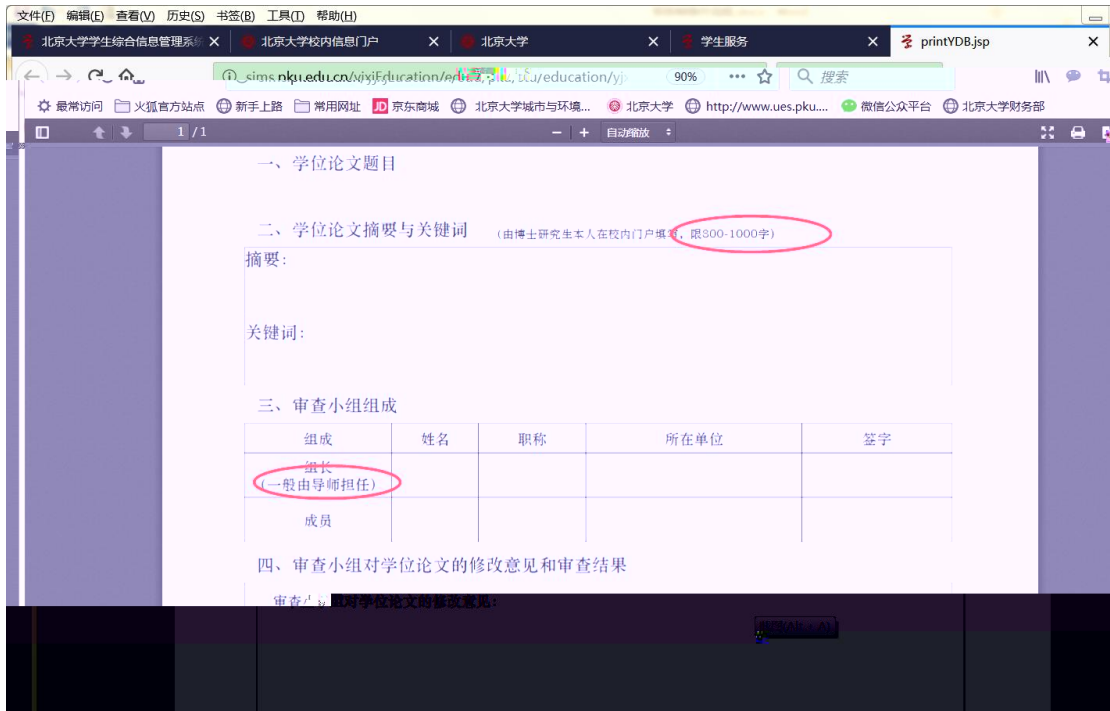 文件(F) 编辑(E) 查看(V) 历史(S) 书签(B) 工具(T) 帮助(H)
北京大学学生综合信息管理系统 北京大学校内信息门户 北京大学 学生服务 printYDB.jsp
90% 搜索
最常访问 火狐官方站点 新手上路 常用网址 JD 京东商城 北京大学城市与环境... 北京大学 http://www.ues.pku.... 微信公众平台 北京大学财务部
1 / 1 自动缩放
一、学位论文题目
二、学位论文摘要与关键词 (由博士研究生本人在校内门户填写，限800-1000字)
摘要:
关键词:
三、审查小组组成
组成 姓名 职称 所在单位 签字
组长
(一般由导师担任)
成员
四、审查小组对学位论文的修改意见和审查结果
审查小组对学位论文的修改意见: